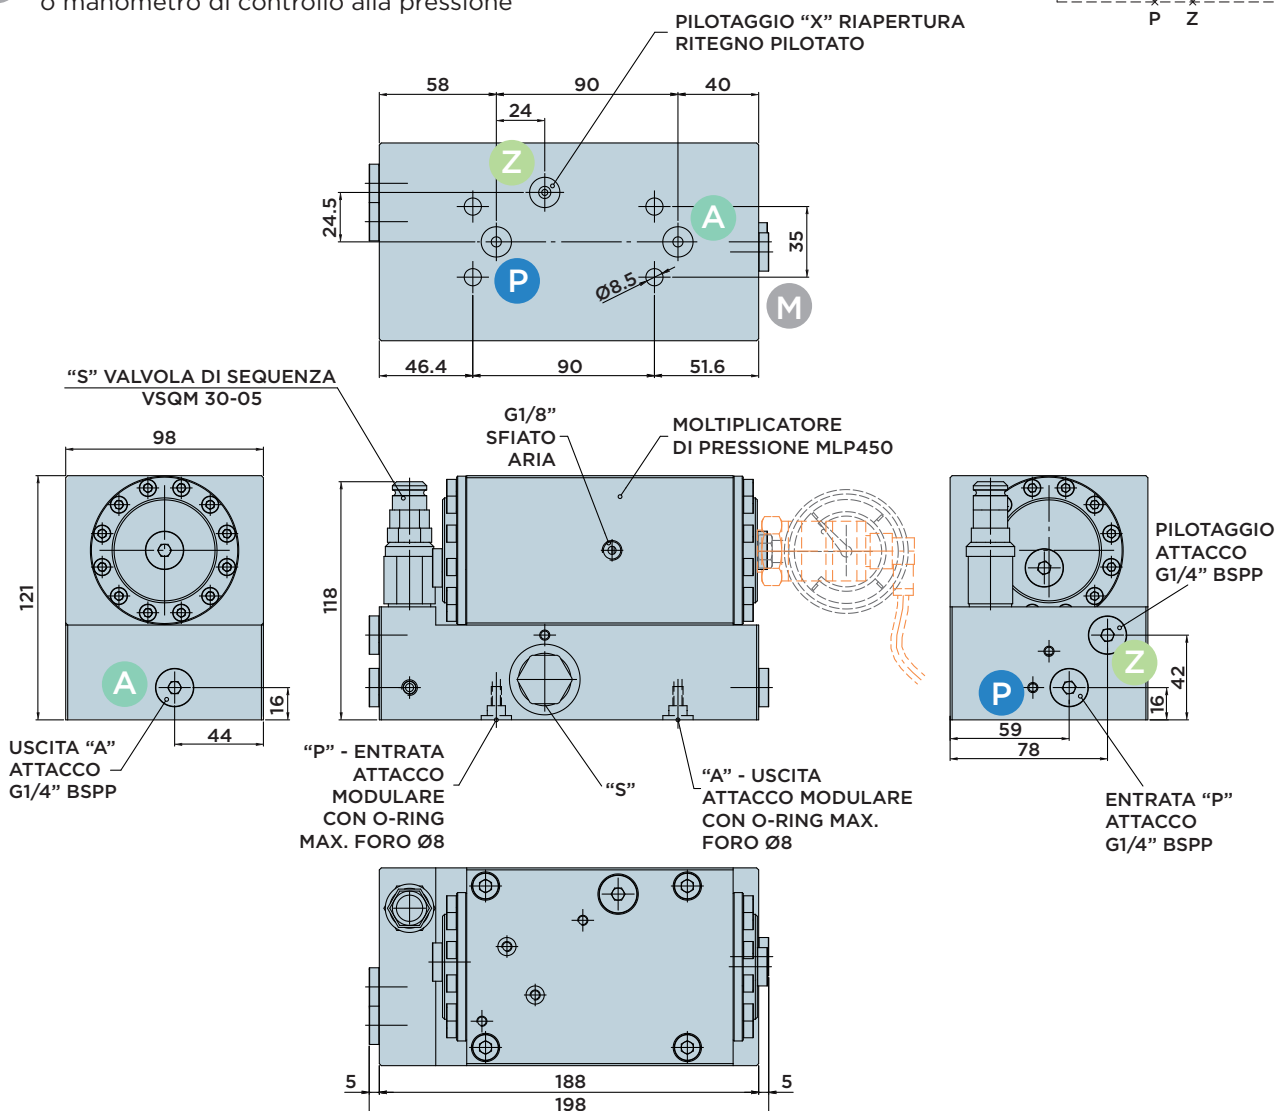 o manometro di controllo alla pressione
P Z
PILOTAGGIO “X” RIAPERTURA
RITEGNO PILOTATO
58 90 40
24
Z
A
24.5
35
P
Ø8.5
M
46.4 90 51.6
“S” VALVOLA DI SEQUENZA
VSQM 30-05
G1/8”
SFIATO
ARIA
MOLTIPLICATORE
DI PRESSIONE MLP450
98
121
118
PILOTAGGIO
ATTACCO
G1/4” BSPP
A
16
44
Z
P
42
16
59
78
USCITA “A”
ATTACCO
G1/4” BSPP
“P” - ENTRATA
ATTACCO
MODULARE
CON O-RING
MAX. FORO Ø8
“S”
“A” - USCITA
ATTACCO MODULARE
CON O-RING MAX.
FORO Ø8
ENTRATA “P”
ATTACCO
G1/4” BSPP
5 188 5
198